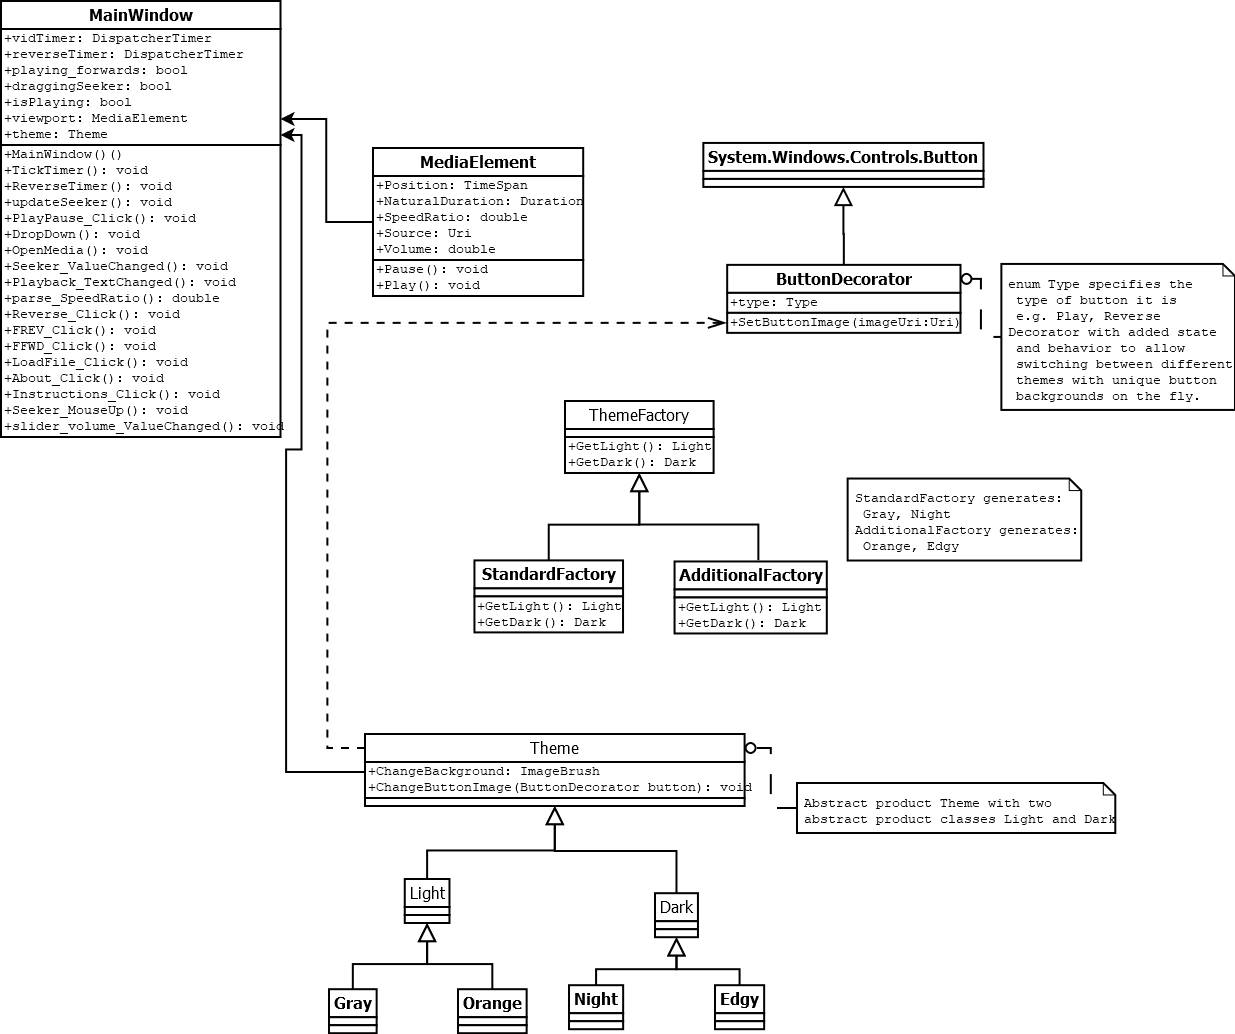 MainWindow
+vidTimer: DispatcherTimer
+reverseTimer: DispatcherTimer
+playing_forwards: bool
+draggingSeeker: bool
+isPlaying: bool
+viewport: MediaElement
+theme: Theme
+MainWindow()()
+TickTimer(): void
+ReverseTimer(): void
+updateSeeker(): void
+PlayPause_Click(): void
+DropDown(): void
+OpenMedia(): void
+Seeker_ValueChanged(): void
+Playback_TextChanged(): void
+parse_SpeedRatio(): double
+Reverse_Click(): void
+FREV_Click(): void
+FFWD_Click(): void
+LoadFile_Click(): void
+About_Click(): void
+Instructions_Click(): void
+Seeker_MouseUp(): void
+slider_volume_ValueChanged(): void
MediaElement
+Position: TimeSpan
+NaturalDuration: Duration
+SpeedRatio: double
+Source: Uri
+Volume: double
+Pause(): void
+Play(): void
System.Windows.Controls.Button
ButtonDecorator
+type: Type
+SetButtonImage(imageUri:Uri)
enum Type specifies the
type of button it is
e.g. Play, Reverse
Decorator with added state
and behavior to allow
switching between different
themes with unique button
backgrounds on the fly.
ThemeFactory
+GetLight(): Light
+GetDark(): Dark
StandardFactory
+GetLight(): Light
+GetDark(): Dark
AdditionalFactory
+GetLight(): Light
+GetDark(): Dark
StandardFactory generates:
Gray, Night
AdditionalFactory generates:
Orange, Edgy
Theme
+ChangeBackground: ImageBrush
+ChangeButtonImage(ButtonDecorator button): void
Abstract product Theme with two
abstract product classes Light and Dark
Light
Dark
Gray
Orange
Night
Edgy